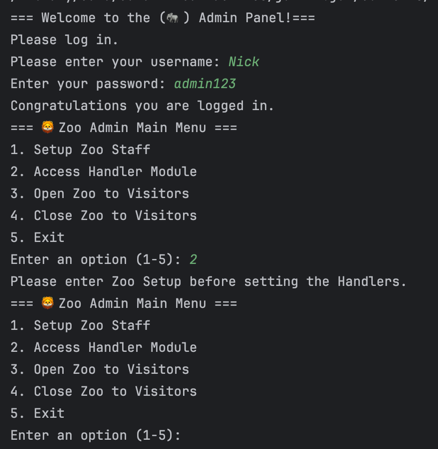 === Welcome to the (🦓) Admin Panel!===
Please log in.
Please enter your username: Nick
Enter your password: admin123
Congratulations you are logged in.
=== 🦁Zoo Admin Main Menu ===
1. Setup Zoo Staff
2. Access Handler Module
3. Open Zoo to Visitors
4. Close Zoo to Visitors
5. Exit
Enter an option (1-5): 2
Please enter Zoo Setup before setting the Handlers.
=== 🦁Zoo Admin Main Menu ===
1. Setup Zoo Staff
2. Access Handler Module
3. Open Zoo to Visitors
4. Close Zoo to Visitors
5. Exit
Enter an option (1-5):